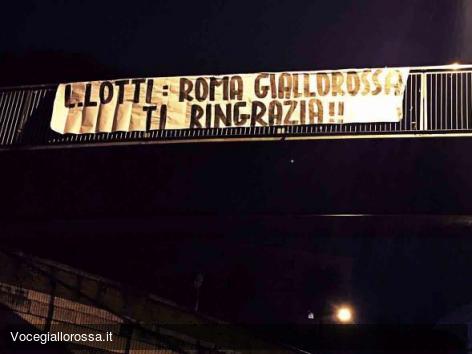 L.LOTTI: ROMA GIALLOROSSA
TI RINGRAZIA!!
Vocegiallorossa.it